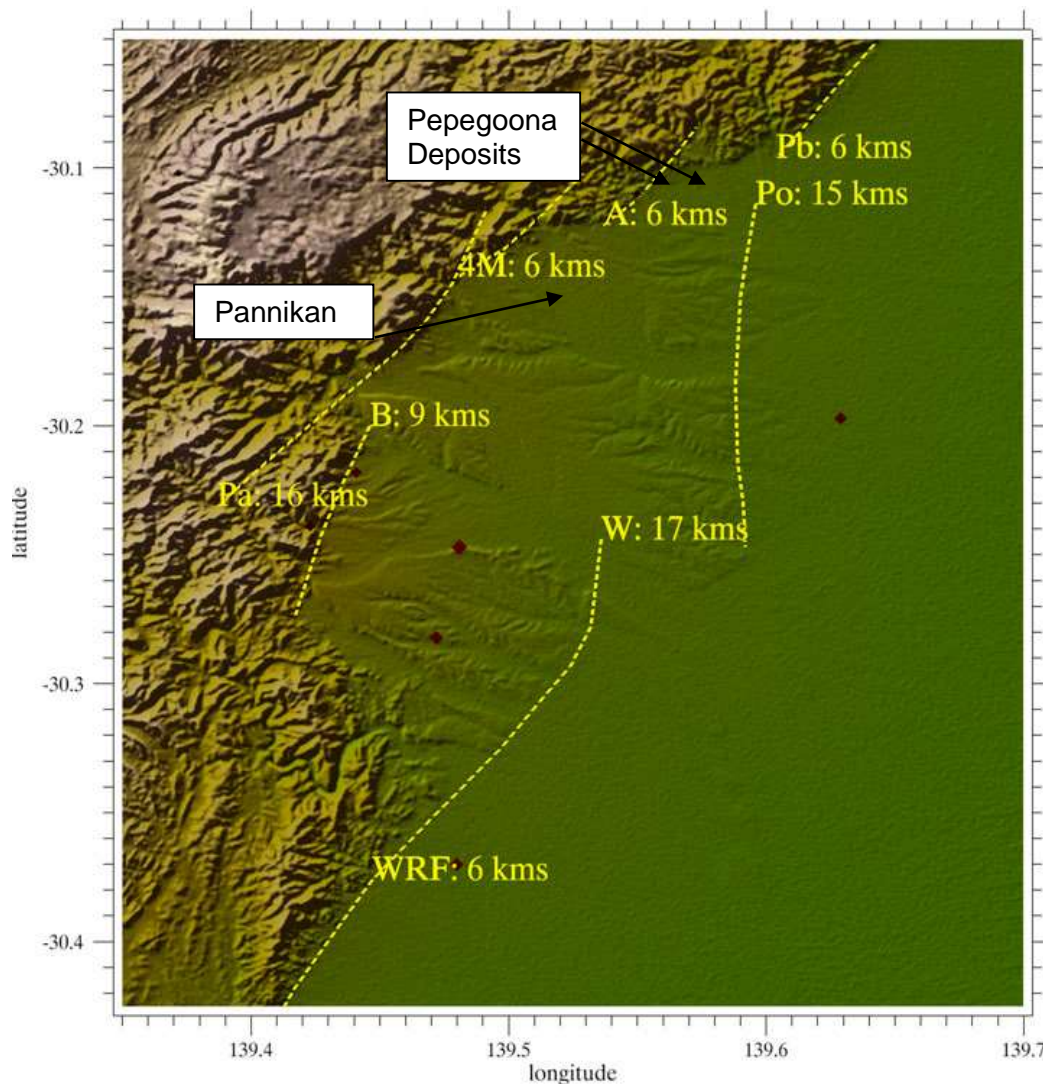 Pepegoona
Deposits
Pb: 6 kms
-30.1
Po: 15 kms
A: 6 kms
4M: 6 kms
Pannikan
B: 9 kms
-30.2
Pa: 16 kms
W: 17 kms
latitude
-30.3
WRF: 6 kms
-30.4
139.4
139.5
139.6
139.7
longitude